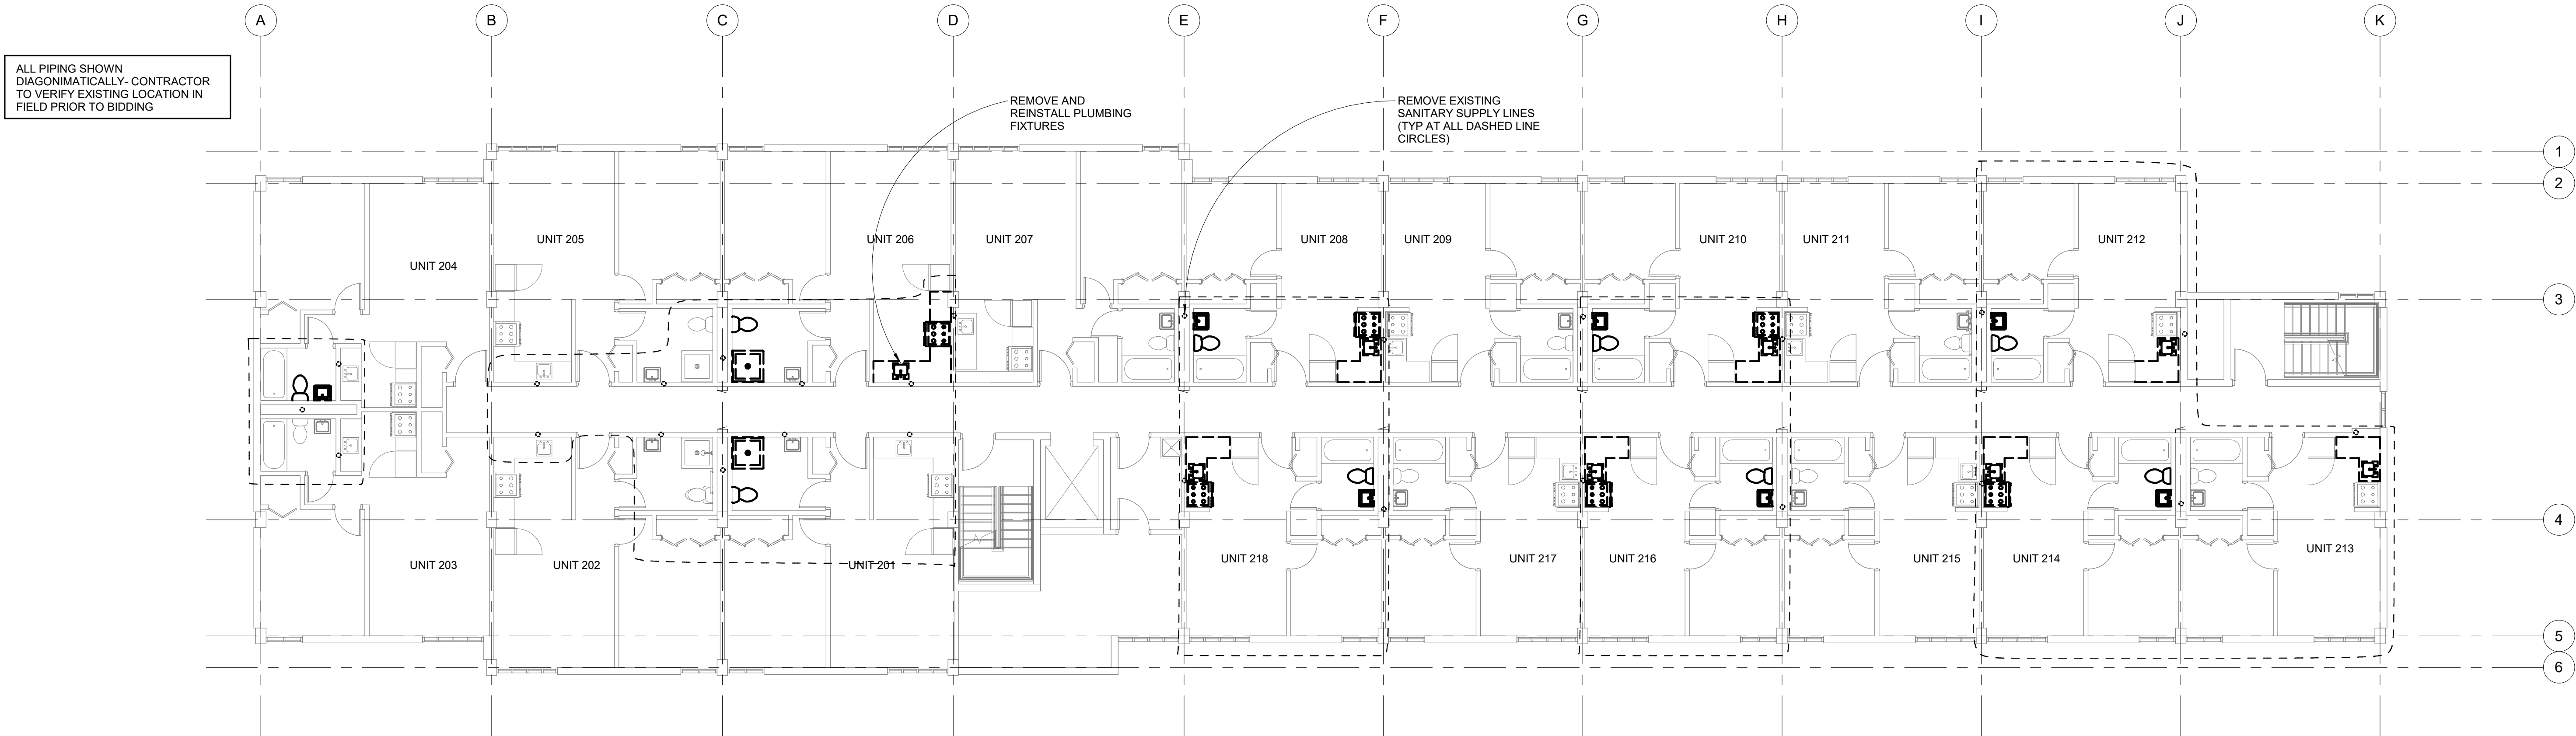 A
B
C
D
E
F
G
H
I
J
K
ALL PIPING SHOWN
DIAGONIMATICALLY- CONTRACTOR
TO VERIFY EXISTING LOCATION IN
FIELD PRIOR TO BIDDING
REMOVE AND
REINSTALL PLUMBING
FIXTURES
REMOVE EXISTING
SANITARY SUPPLY LINES
(TYP AT ALL DASHED LINE
CIRCLES)
1
2
UNIT 204
UNIT 205
UNIT 206
UNIT 207
UNIT 208
UNIT 209
UNIT 210
UNIT 211
UNIT 212
3
4
UNIT 203
UNIT 202
UNIT 201
UNIT 218
UNIT 217
UNIT 216
UNIT 215
UNIT 214
UNIT 213
5
6